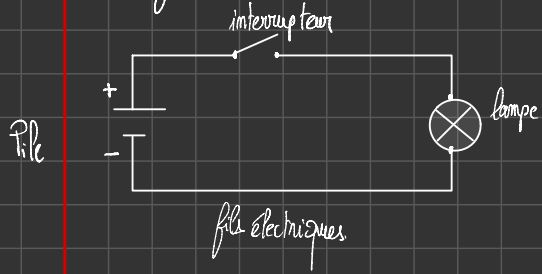 interrupteur
+
lampe
Pile
-
fils électriques.